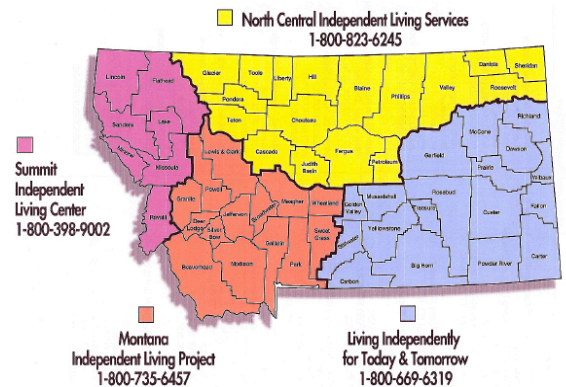 North Central Independent Living Services
1-800-823-6245
Lincoln
Flathead
Glacier
Toole
Liberty
Hill
Blaine
Phillips
Valley
Daniels
Sheridan
Roosevelt
Pondera
Chouteau
Teton
Sanders
Lake
Mineral
Missoula
Ravalli
Cascade
Judith
Basin
Fergus
Petroleum
Richland
McCone
Dawson
Garfield
Prairie
Wibaux
Lewis & Clark
Powell
Granite
Deer
Lodge
Silver
Bow
Jefferson
Broadwater
Meagher
Wheatland
Sweet
Grass
Gallatin
Park
Madison
Beaverhead
Golden
Valley
Musselshell
Treasure
Rosebud
Custer
Fallon
Stillwater
Yellowstone
Carbon
Big Horn
Powder River
Carter
Summit
Independent
Living Center
1-800-398-9002
Montana
Independent Living Project
1-800-735-6457
Living Independently
for Today & Tomorrow
1-800-669-6319